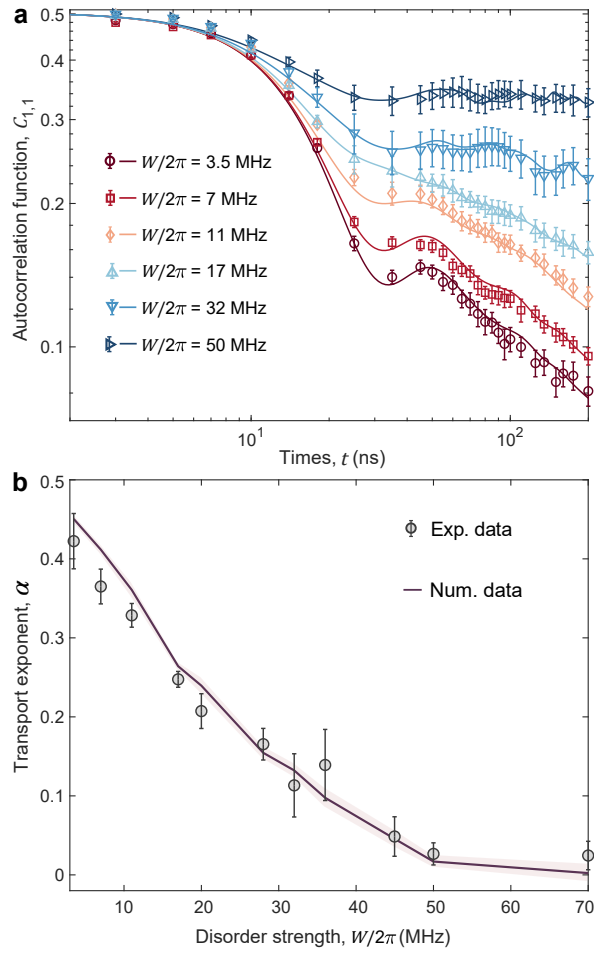 a
0.5
0.4
0.3
0.2
0.1
Autocorrelation function, C₁,₁
W/2π = 3.5 MHz
W/2π = 7 MHz
W/2π = 11 MHz
W/2π = 17 MHz
W/2π = 32 MHz
W/2π = 50 MHz
10¹ 10²
Times, t (ns)
b
0.5
0.4
0.3
0.2
0.1
0
Transport exponent, α
Exp. data
Num. data
10 20 30 40 50 60 70
Disorder strength, W/2π (MHz)